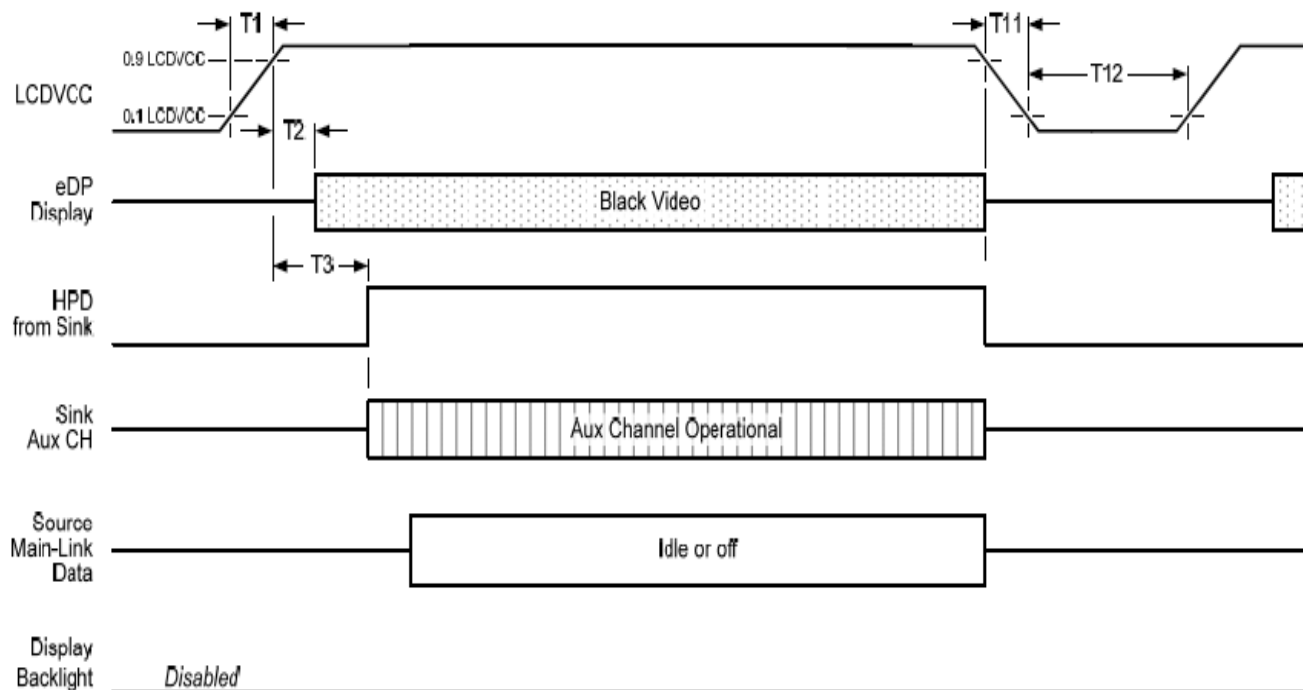 T1
T11
0.9 LCDVCC
LCDVCC
T12
0.1 LCDVCC
T2
eDP
Display
Black Video
T3
HPD
from Sink
Sink
Aux CH
Aux Channel Operational
Source
Main-Link
Data
Idle or off
Display
Backlight
Disabled